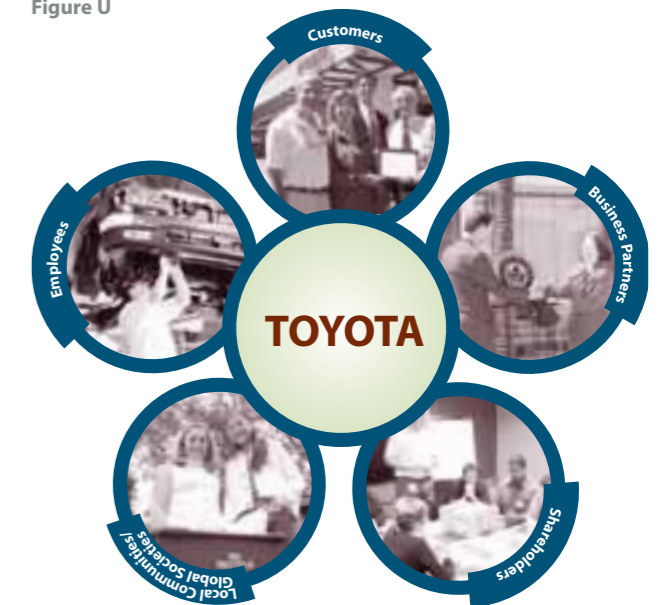 Figure U
Customers
Business Partners
Employees
TOYOTA
Local Communities/
Global Societies
Shareholders